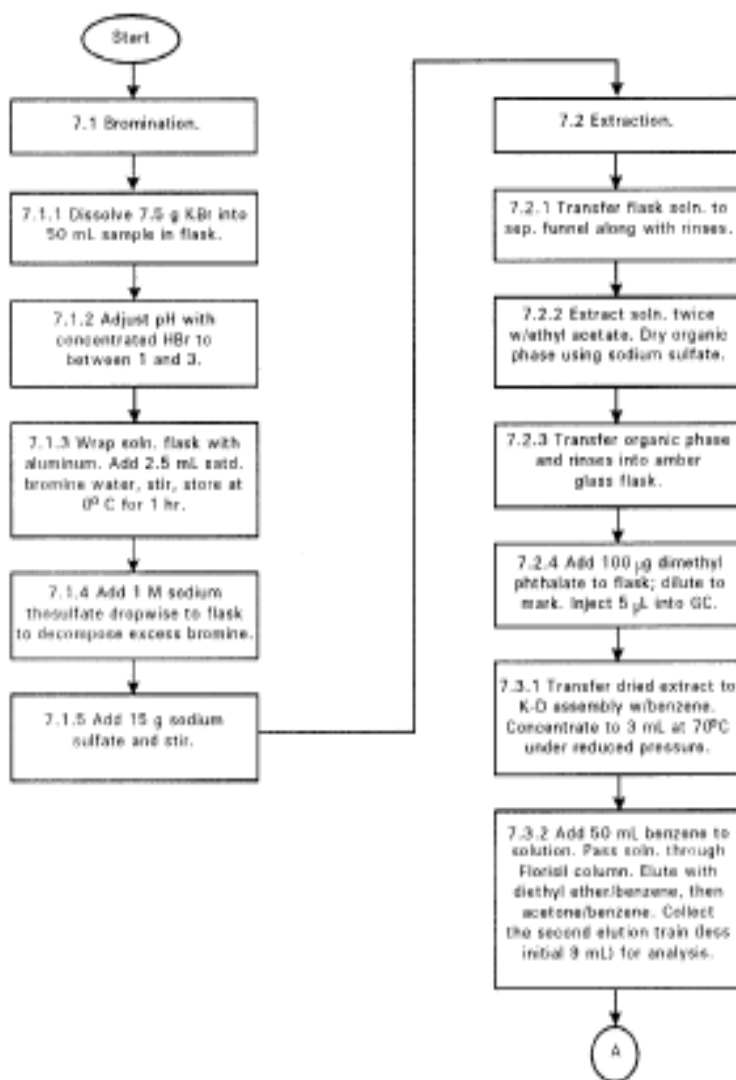 Start
7.1 Bromination.
7.1.1 Dissolve 7.5 g KBr into
50 mL sample in flask.
7.1.2 Adjust pH with
concentrated HBr to
between 1 and 3.
7.1.3 Wrap soln. flask with
aluminum. Add 2.5 mL satd.
bromine water, stir, store at
0º C for 1 hr.
7.1.4 Add 1 M sodium
thosulfate dropwise to flask
to decompose excess bromine.
7.1.5 Add 15 g sodium
sulfate and stir.
7.2 Extraction.
7.2.1 Transfer flask soln. to
sep. funnel along with rinses.
7.2.2 Extract soln. twice
w/ethyl acetate. Dry organic
phase using sodium sulfate.
7.2.3 Transfer organic phase
and rinses into amber
glass flask.
7.2.4 Add 100 µg dimethyl
phthalate to flask; dilute to
mark. Inject 5 µL into GC.
7.3.1 Transfer dried extract to
K-D assembly w/benzene.
Concentrate to 3 mL at 70ºC
under reduced pressure.
7.3.2 Add 50 mL benzene to
solution. Pass soln. through
Florisil column. Elute with
diethyl ether/benzene, then
acetone/benzene. Collect
the second elution train (less
initial 9 mL) for analysis.
A